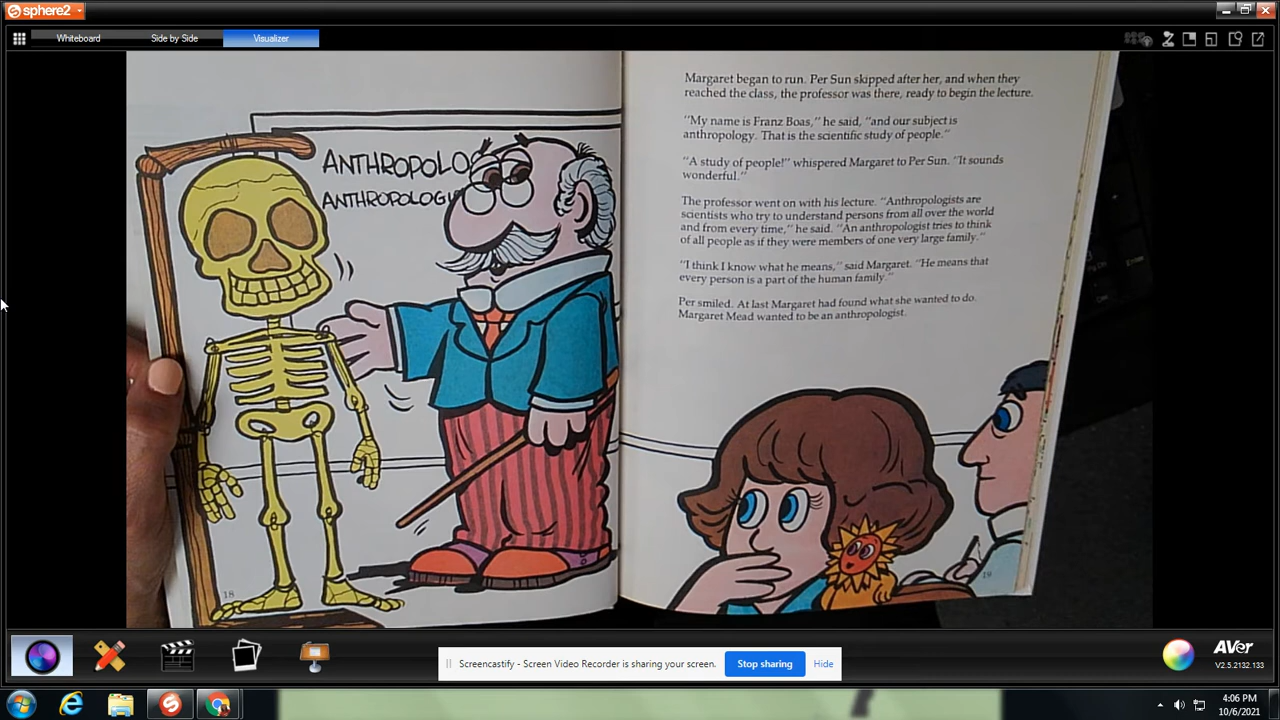 sphere2
Whiteboard
Side by Side
Visualizer
ANTHROPOLO
ANTHROPOLOGI
18
Margaret began to run. Per Sun skipped after her, and when they
reached the class, the professor was there, ready to begin the lecture.
"My name is Franz Boas," he said, "and our subject is
anthropology. That is the scientific study of people."
"A study of people!" whispered Margaret to Per Sun. "It sounds
wonderful."
The professor went on with his lecture. "Anthropologists are
scientists who try to understand persons from all over the world
and from every time," he said. "An anthropologist tries to think
of all people as if they were members of one very large family."
"I think I know what he means," said Margaret. "He means that
every person is a part of the human family."
Per smiled. At last Margaret had found what she wanted to do.
Margaret Mead wanted to be an anthropologist.
19
Screencastify - Screen Video Recorder is sharing your screen.
Stop sharing
Hide
AVer
V2.5.2132.133
4:06 PM
10/6/2021